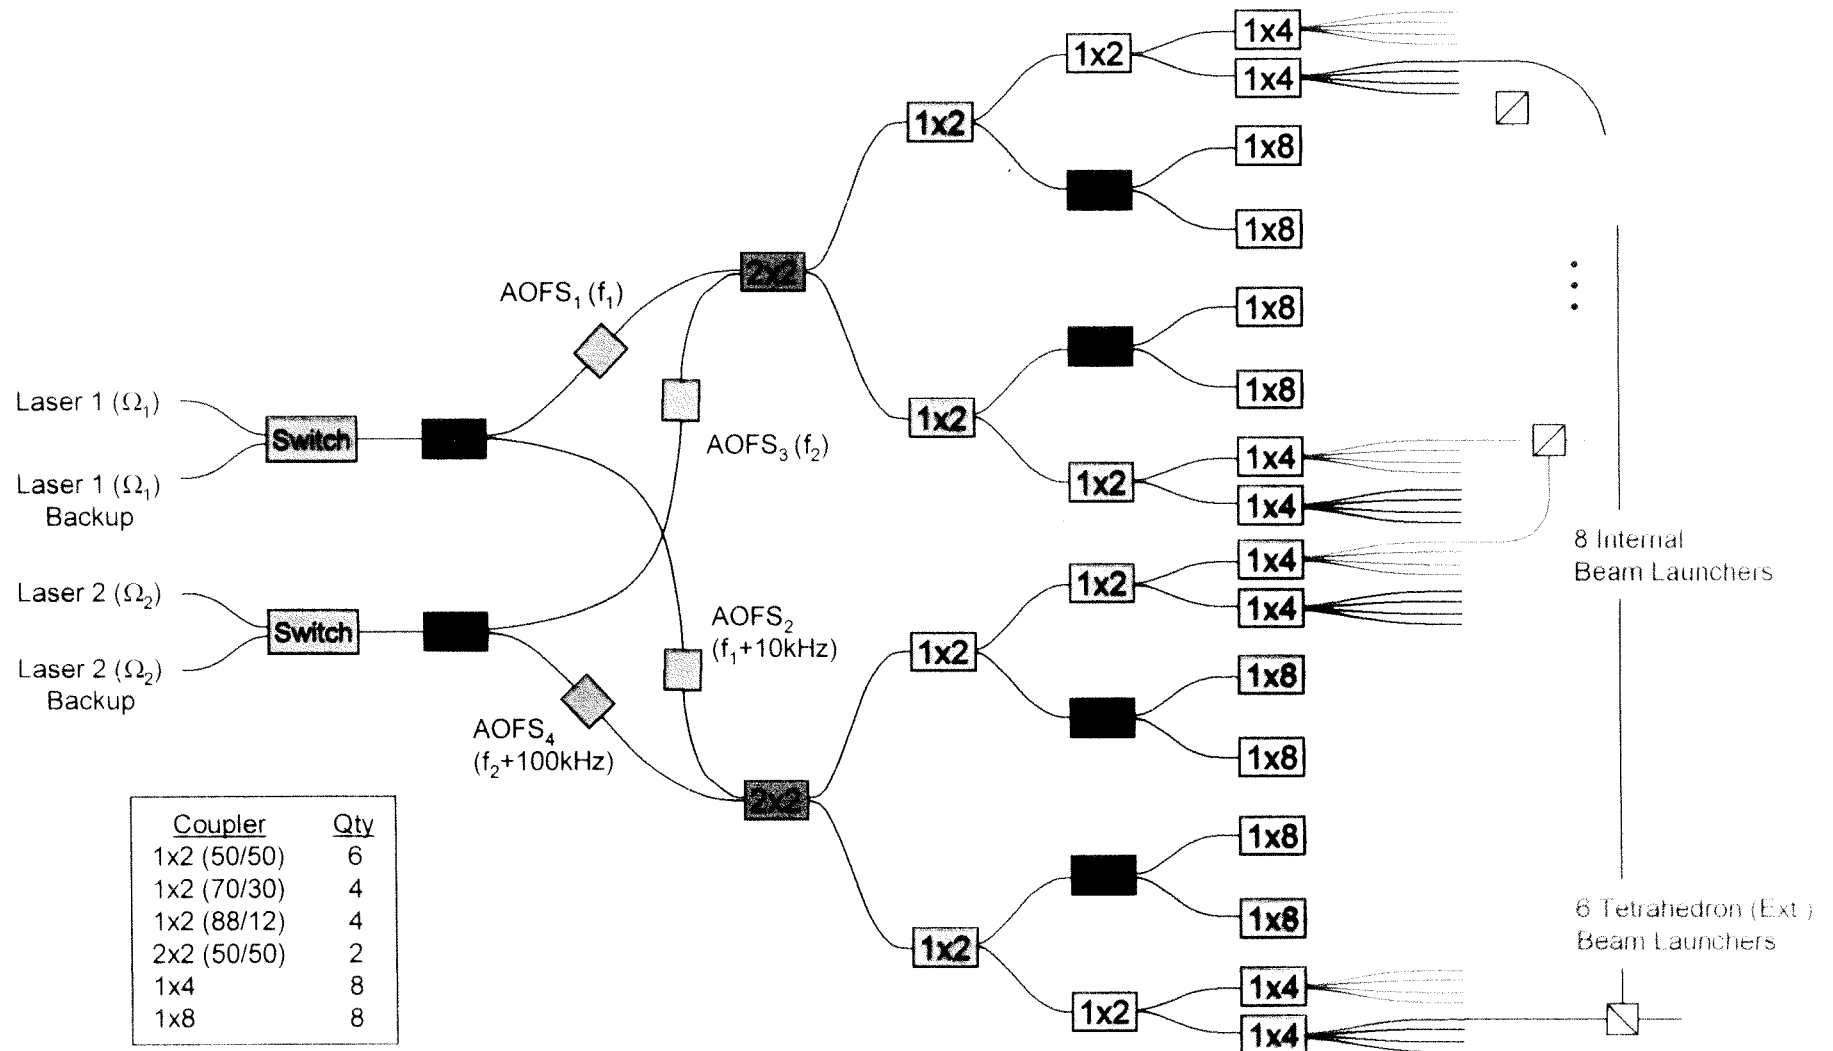 Laser 1 (Ω₁)
Laser 1 (Ω₁)
Backup
Laser 2 (Ω₂)
Laser 2 (Ω₂)
Backup
Switch
Switch
AOFS₁ (f₁)
AOFS₃ (f₂)
AOFS₂
(f₁+10kHz)
AOFS₄
(f₂+100kHz)
2x2
2x2
1x2
1x2
1x2
1x2
1x2
1x2
1x2
1x2
1x4
1x4
1x8
1x8
1x8
1x8
1x4
1x4
1x4
1x4
1x8
1x8
1x8
1x8
1x4
1x4
8 Internal
Beam Launchers
6 Tetrahedron (Ext.)
Beam Launchers
Coupler Qty
1x2 (50/50) 6
1x2 (70/30) 4
1x2 (88/12) 4
2x2 (50/50) 2
1x4 8
1x8 8